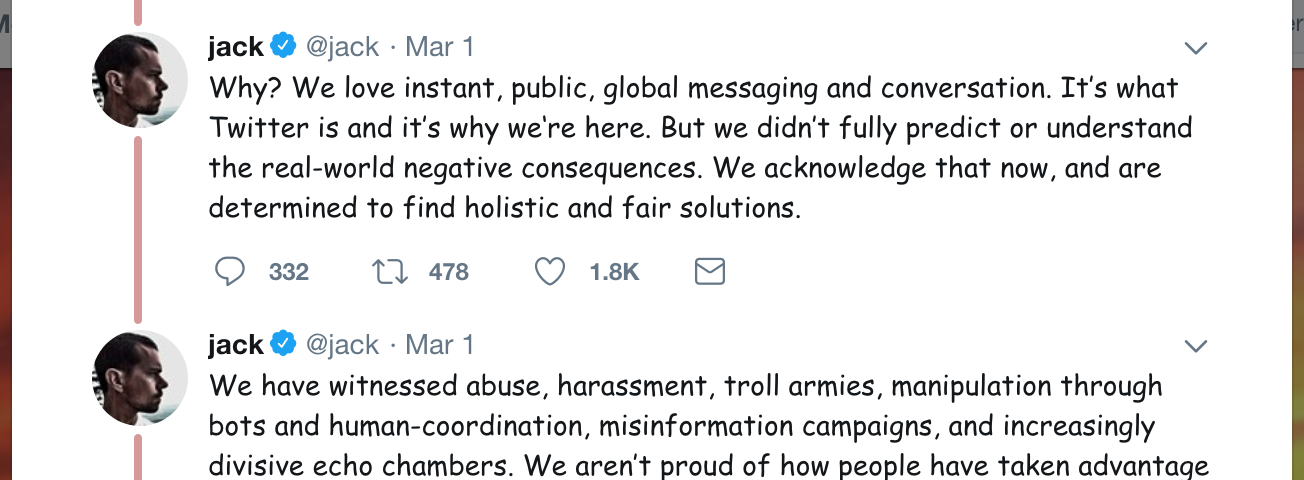 jack @jack · Mar 1
Why? We love instant, public, global messaging and conversation. It's what
Twitter is and it's why we're here. But we didn't fully predict or understand
the real-world negative consequences. We acknowledge that now, and are
determined to find holistic and fair solutions.
332 478 1.8K
jack @jack · Mar 1
We have witnessed abuse, harassment, troll armies, manipulation through
bots and human-coordination, misinformation campaigns, and increasingly
divisive echo chambers. We aren't proud of how people have taken advantage